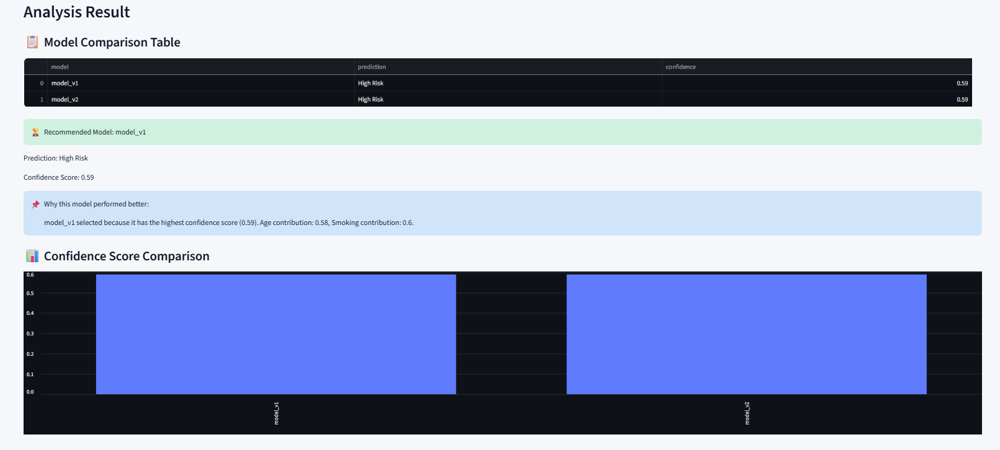 Analysis Result
📋 Model Comparison Table
model prediction confidence
0 model_v1 High Risk 0.59
1 model_v2 High Risk 0.59
🏆 Recommended Model: model_v1
Prediction: High Risk
Confidence Score: 0.59
📌 Why this model performed better:
model_v1 selected because it has the highest confidence score (0.59). Age contribution: 0.58, Smoking contribution: 0.6.
📊 Confidence Score Comparison
0.6
0.5
0.4
0.3
0.2
0.1
0.0
model_v1
model_v2